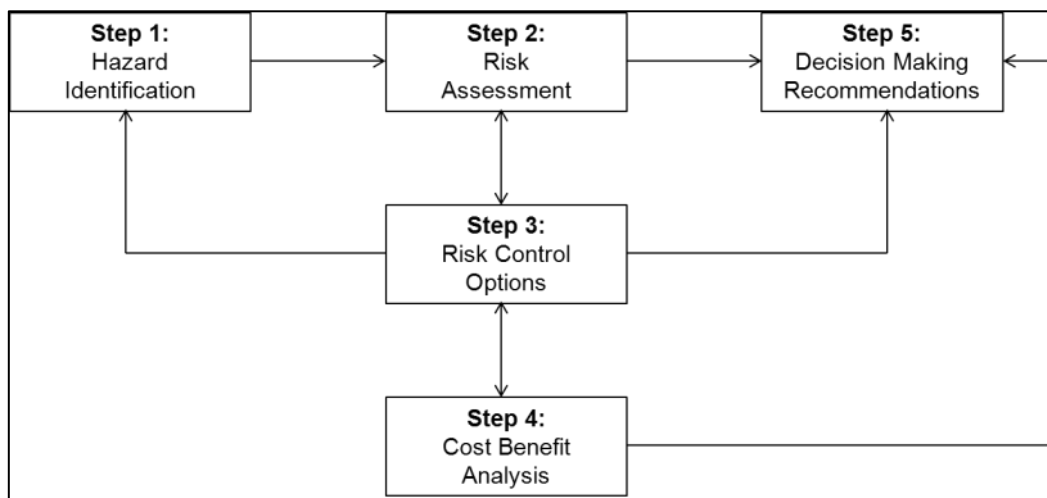 Step 1:
Hazard
Identification
Step 2:
Risk
Assessment
Step 5:
Decision Making
Recommendations
Step 3:
Risk Control
Options
Step 4:
Cost Benefit
Analysis